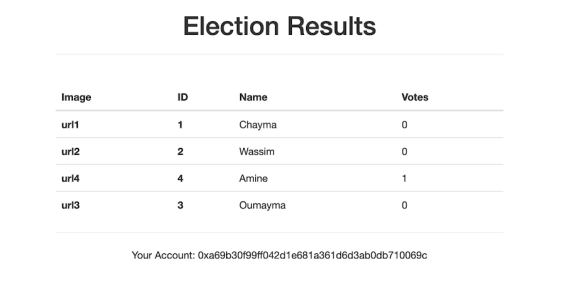 Election Results
Image ID Name Votes
url1 1 Chayma 0
url2 2 Wassim 0
url4 4 Amine 1
url3 3 Oumayma 0
Your Account: 0xa69b30f99ff042d1e681a361d6d3ab0db710069c